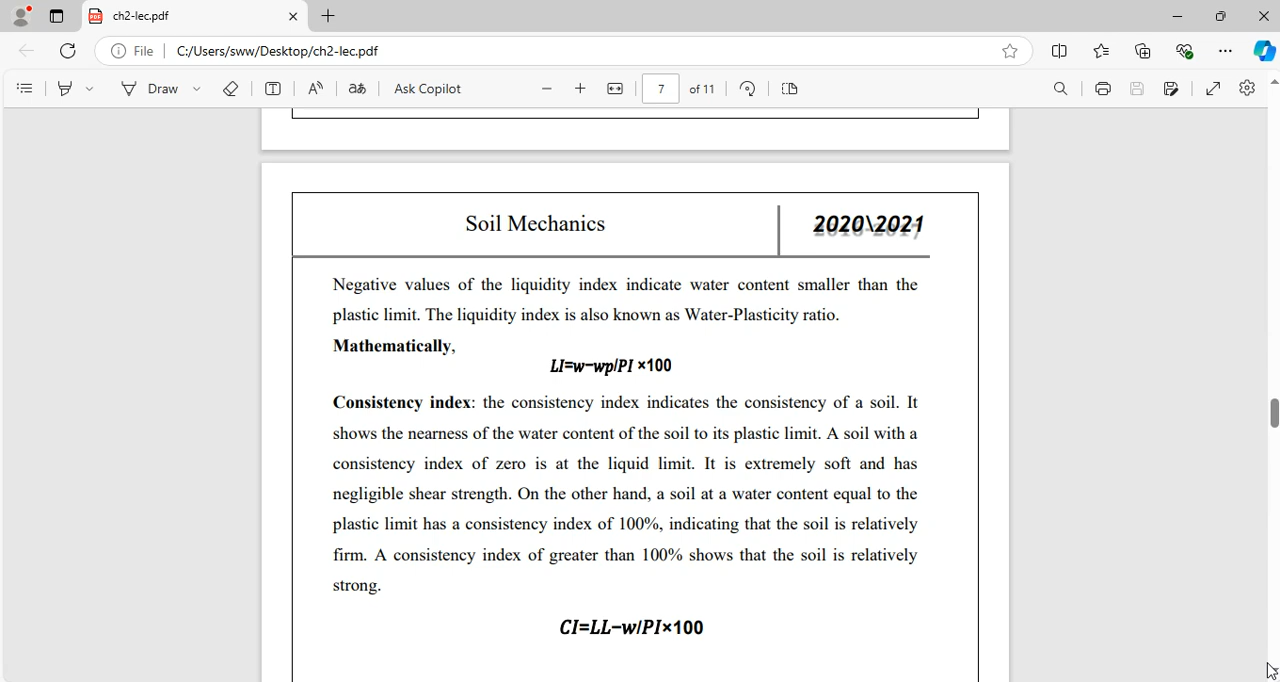 ch2-lec.pdf
File
C:/Users/sww/Desktop/ch2-lec.pdf
Draw
aあ
Ask Copilot
7 of 11
Soil Mechanics
2020\2021
Negative values of the liquidity index indicate water content smaller than the
plastic limit. The liquidity index is also known as Water-Plasticity ratio.
Mathematically,
LI=w−wp/PI ×100
Consistency index: the consistency index indicates the consistency of a soil. It
shows the nearness of the water content of the soil to its plastic limit. A soil with a
consistency index of zero is at the liquid limit. It is extremely soft and has
negligible shear strength. On the other hand, a soil at a water content equal to the
plastic limit has a consistency index of 100%, indicating that the soil is relatively
firm. A consistency index of greater than 100% shows that the soil is relatively
strong.
CI=LL−w/PI×100